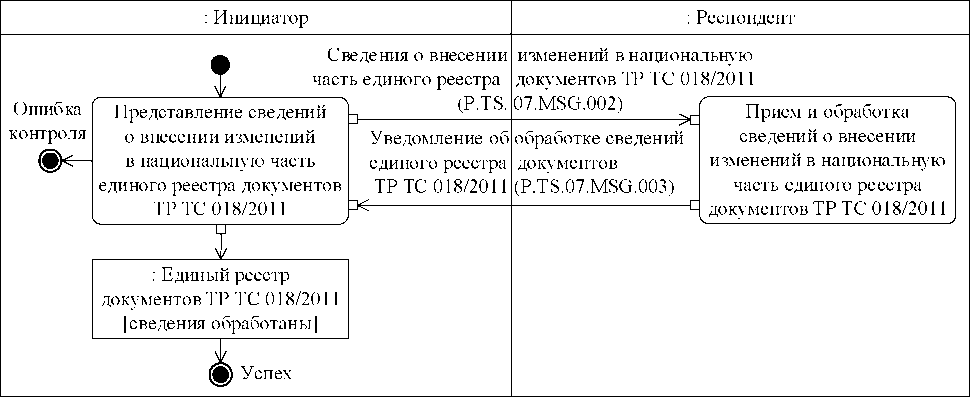 : Инициатор
: Респондент
Сведения о внесении изменений в национальную
часть единого реестра документов ТР ТС 018/2011
(P.TS.07.MSG.002)
Ошибка
контроля
Представление сведений
о внесении изменений
в национальную часть
единого реестра документов
ТР ТС 018/2011
Уведомление об обработке сведений
единого реестра документов
ТР ТС 018/2011 (P.TS.07.MSG.003)
Прием и обработка
сведений о внесении
изменений в национальную
часть единого реестра
документов ТР ТС 018/2011
: Единый реестр
документов ТР ТС 018/2011
[сведения обработаны]
Успех